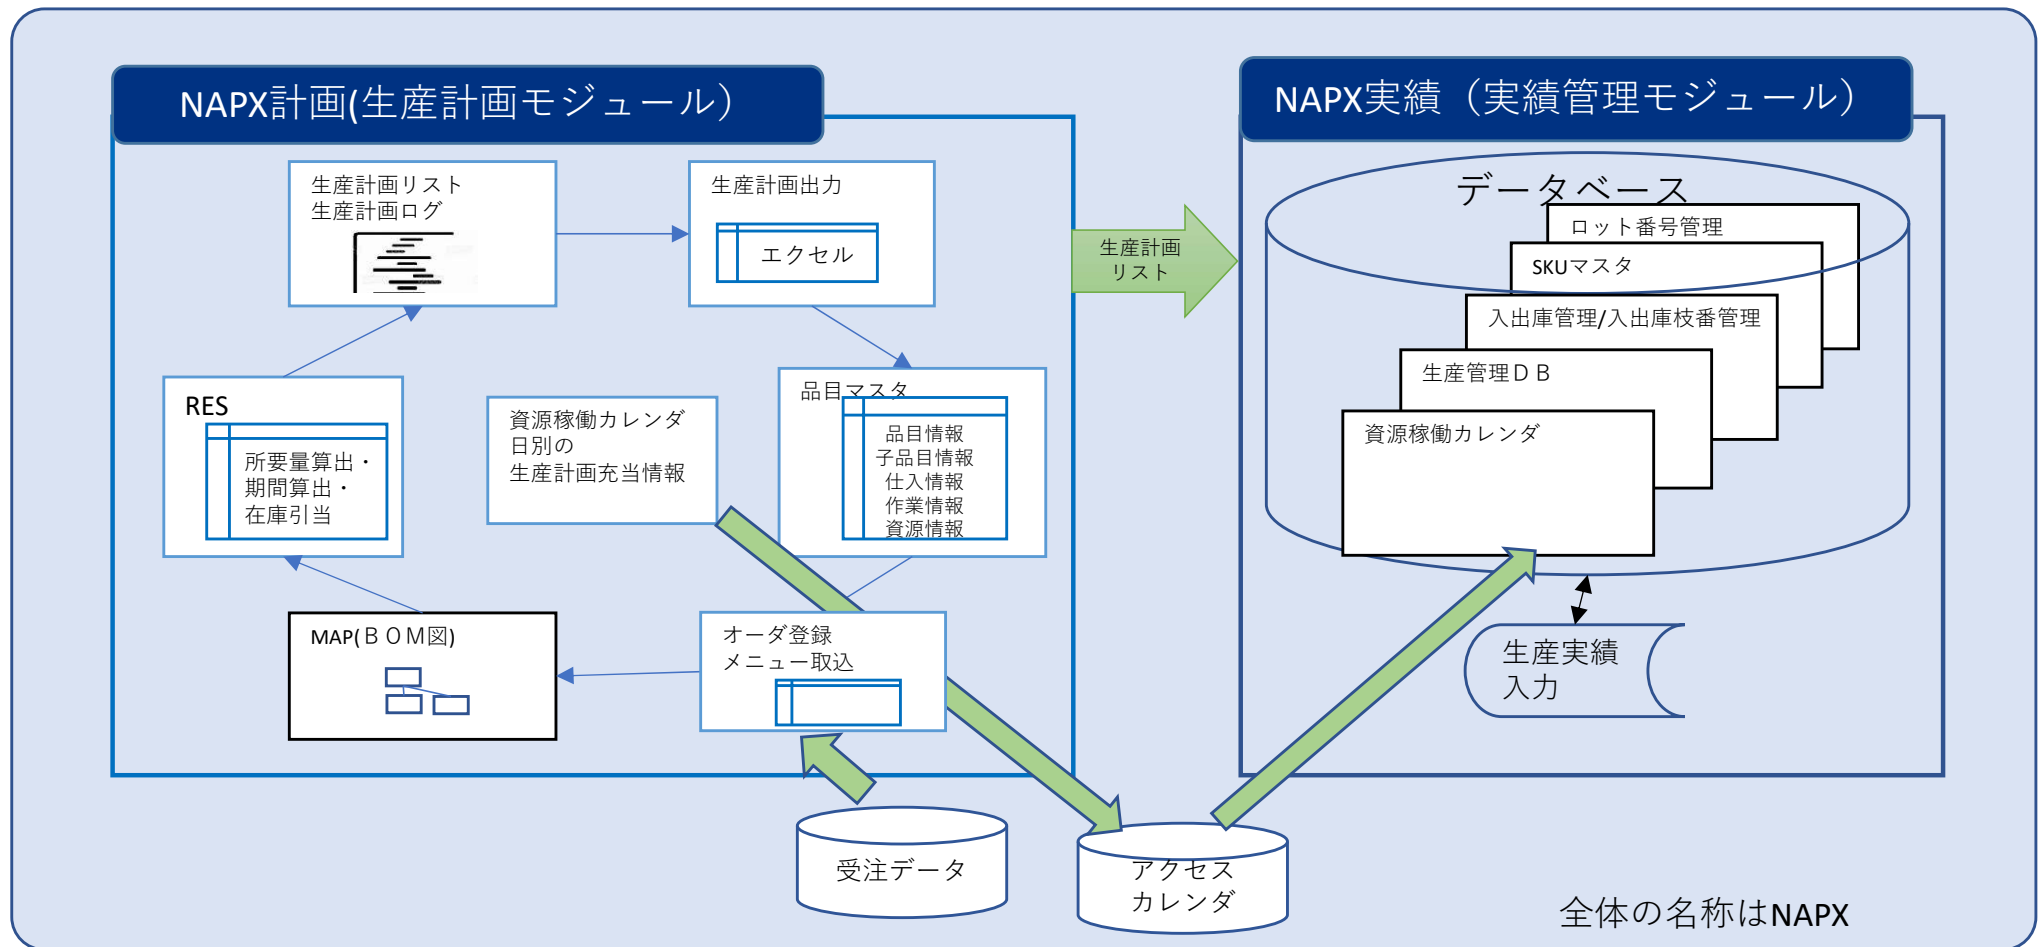 NAPX計画(生産計画モジュール）
NAPX実績（実績管理モジュール）
生産計画リスト
生産計画ログ
生産計画出力
エクセル
生産計画
リスト
データベース
ロット番号管理
SKUマスタ
入出庫管理/入出庫枝番管理
生産管理ＤＢ
資源稼働カレンダ
RES
所要量算出・
期間算出・
在庫引当
資源稼働カレンダ
日別の
生産計画充当情報
品目マスタ
品目情報
子品目情報
仕入情報
作業情報
資源情報
MAP(ＢＯＭ図)
オーダ登録
メニュー取込
生産実績
入力
受注データ
アクセス
カレンダ
全体の名称はNAPX